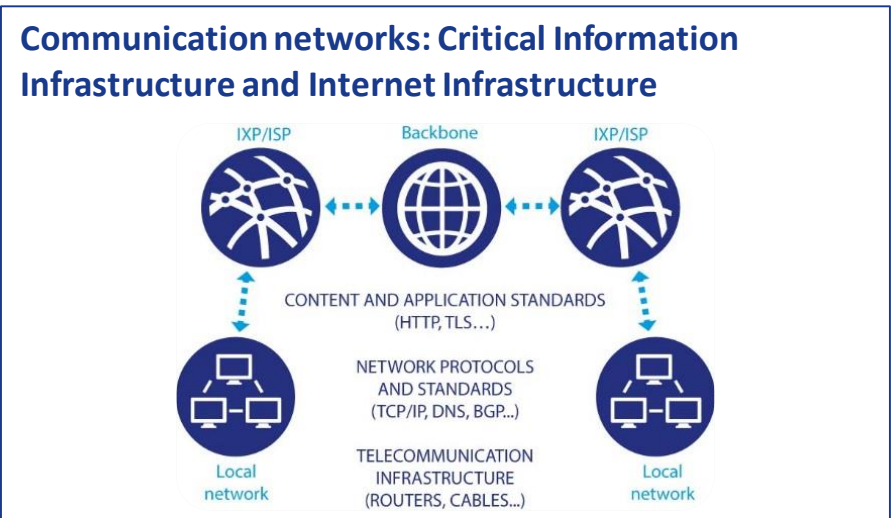 Communication networks: Critical Information
Infrastructure and Internet Infrastructure
IXP/ISP
Backbone
IXP/ISP
CONTENT AND APPLICATION STANDARDS
(HTTP, TLS...)
NETWORK PROTOCOLS
AND STANDARDS
(TCP/IP, DNS, BGP...)
TELECOMMUNICATION
INFRASTRUCTURE
(ROUTERS, CABLES...)
Local
network
Local
network